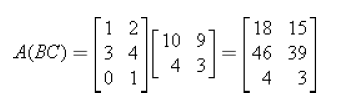 A(BC) = [1 2; 3 4; 0 1] [10 9; 4 3] = [18 15; 46 39; 4 3]